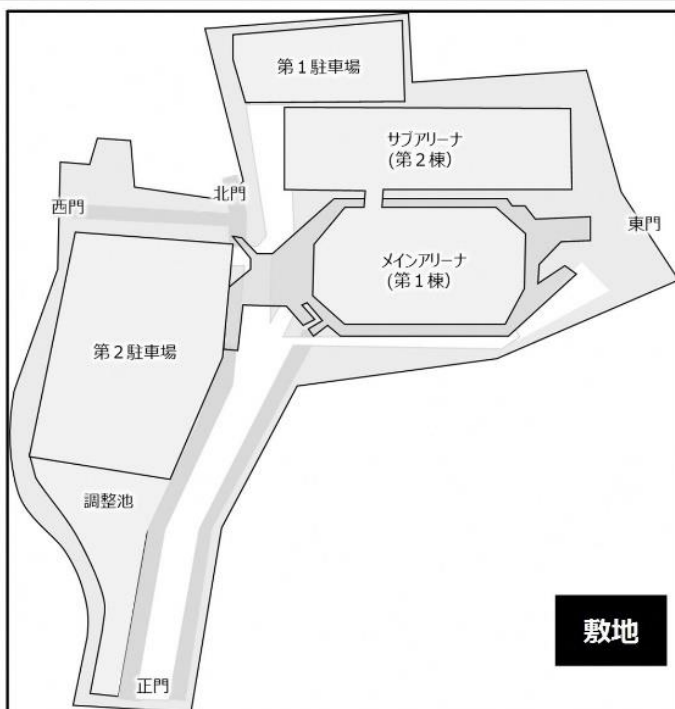 第１駐車場
サブアリーナ
(第２棟)
北門
西門
東門
メインアリーナ
(第１棟)
第２駐車場
調整池
敷地
正門